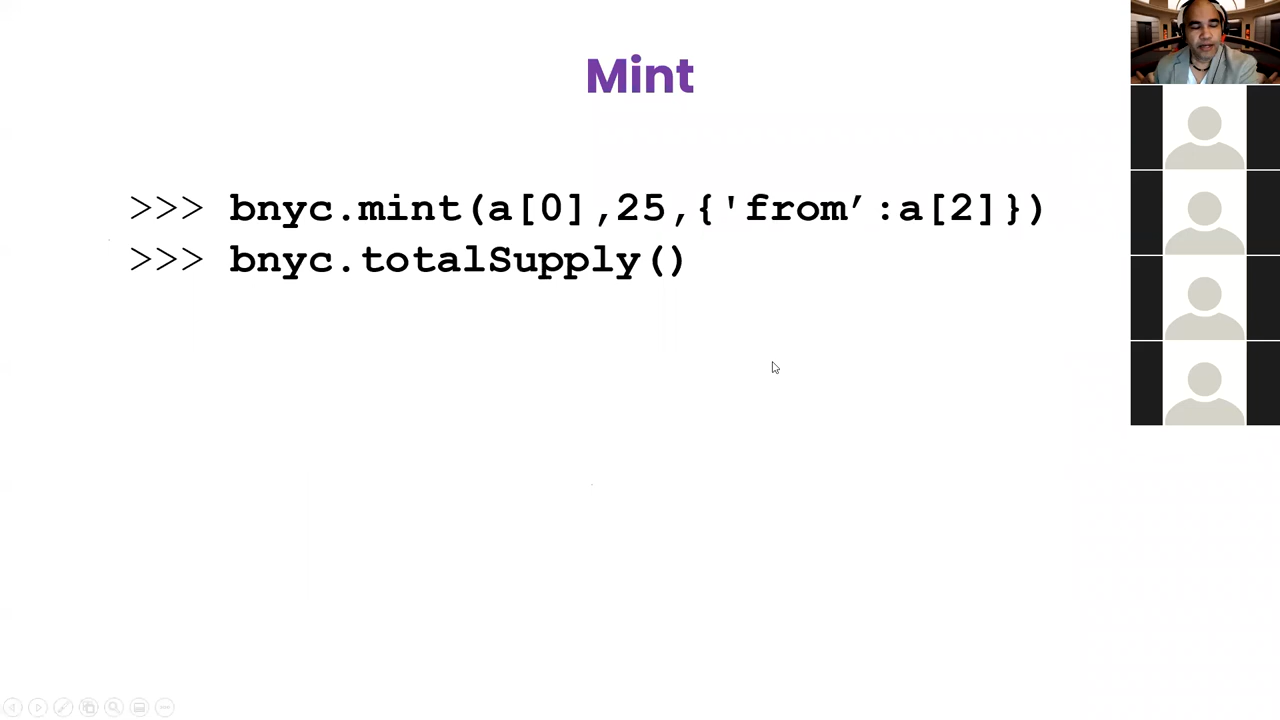 Mint
>>> bnyc.mint(a[0],25,{'from’:a[2]})
>>> bnyc.totalSupply()